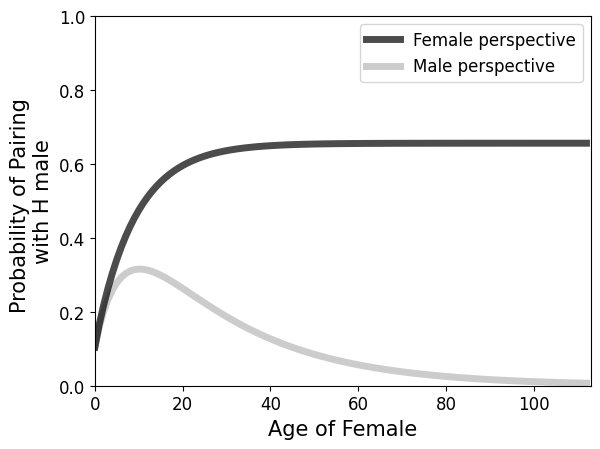 Female perspective
Male perspective
Probability of Pairing
with H male
1.0
0.8
0.6
0.4
0.2
0.0
0 20 40 60 80 100
Age of Female